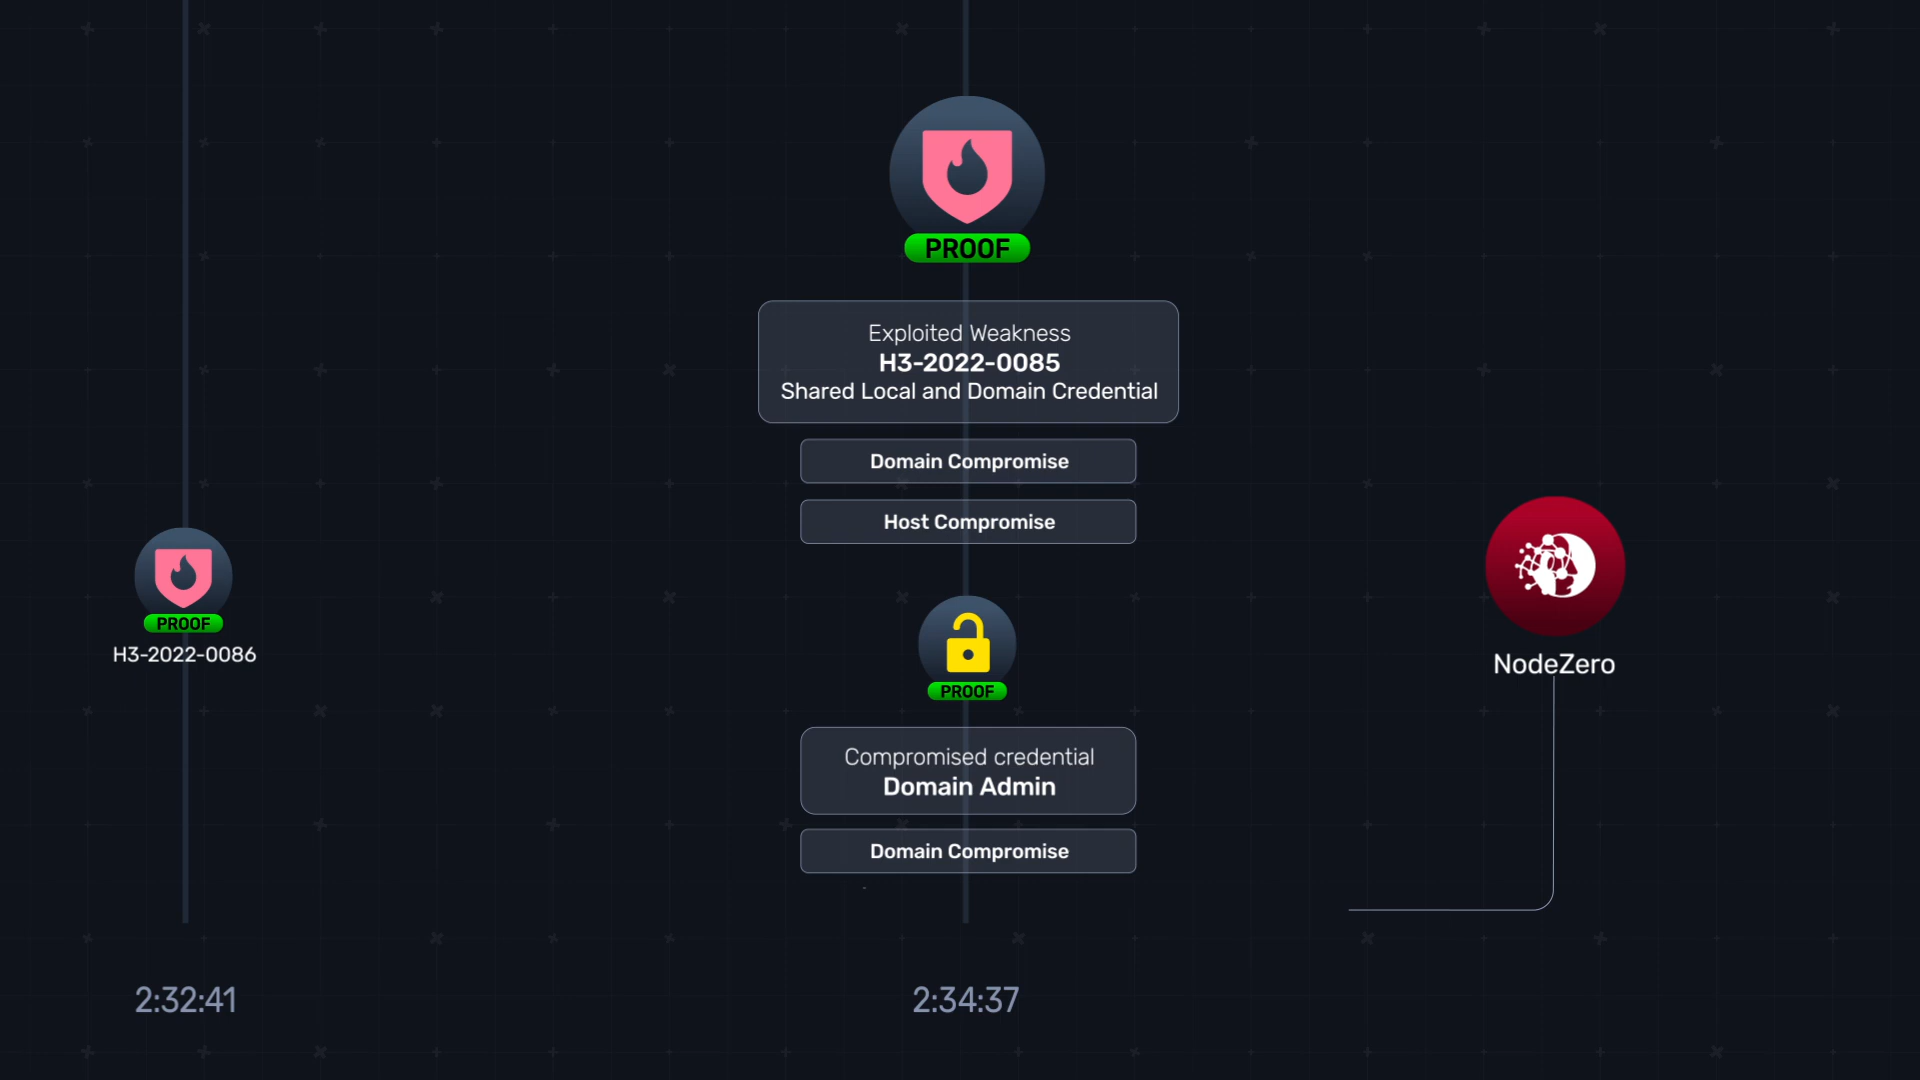 PROOF
H3-2022-0086
2:32:41
PROOF
Exploited Weakness
H3-2022-0085
Shared Local and Domain Credential
Domain Compromise
Host Compromise
PROOF
Compromised credential
Domain Admin
Domain Compromise
2:34:37
NodeZero